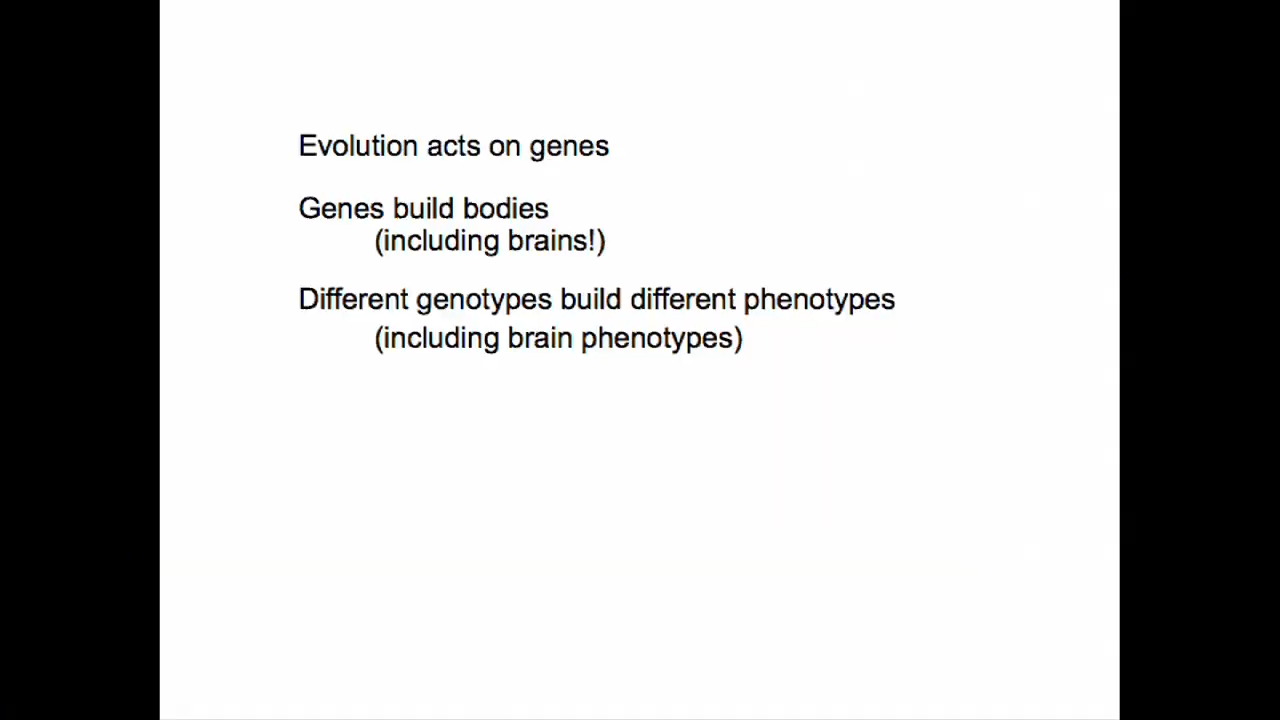 Evolution acts on genes
Genes build bodies
(including brains!)
Different genotypes build different phenotypes
(including brain phenotypes)